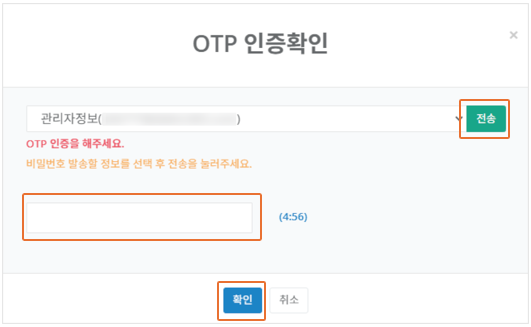 OTP 인증확인
×
관리자정보( )
전송
OTP 인증을 해주세요.
비밀번호 발송할 정보를 선택 후 전송을 눌러주세요.
(4:56)
확인
취소